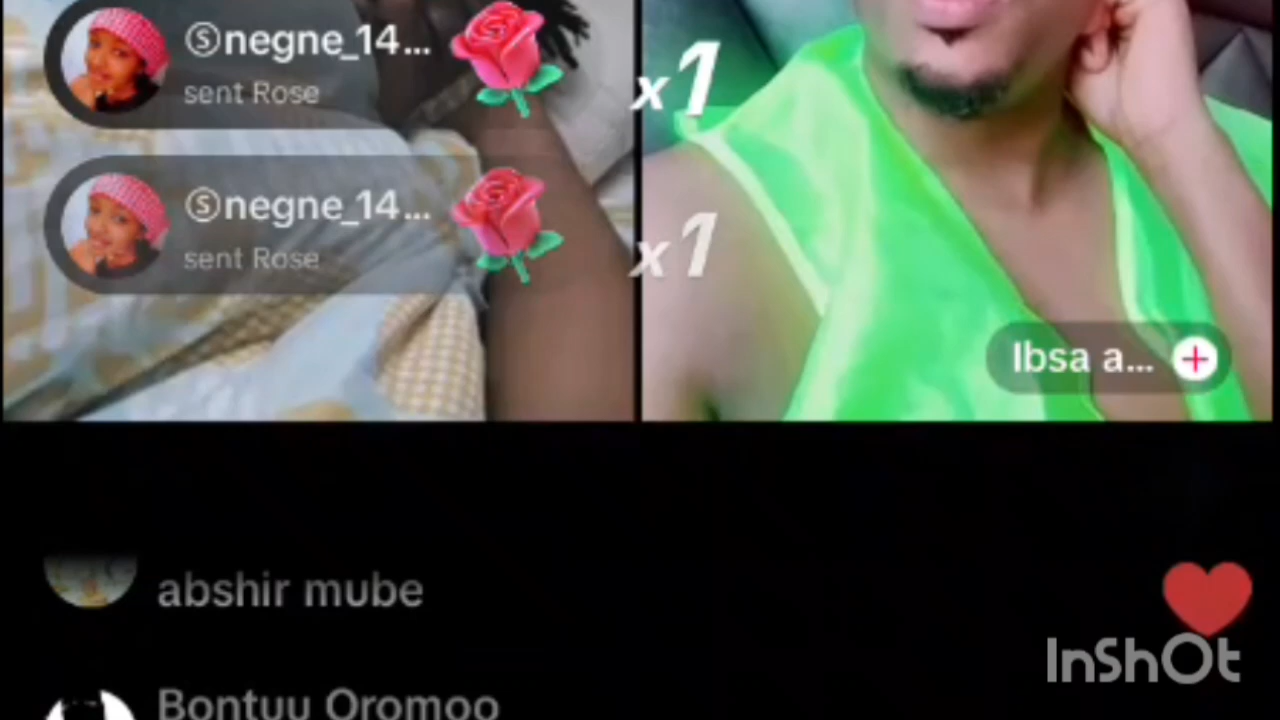 Ⓢnegne_14...
sent Rose
x1
Ⓢnegne_14...
sent Rose
x1
Ibsa a...
abshir mube
InShOt
Bontuu Oromoo